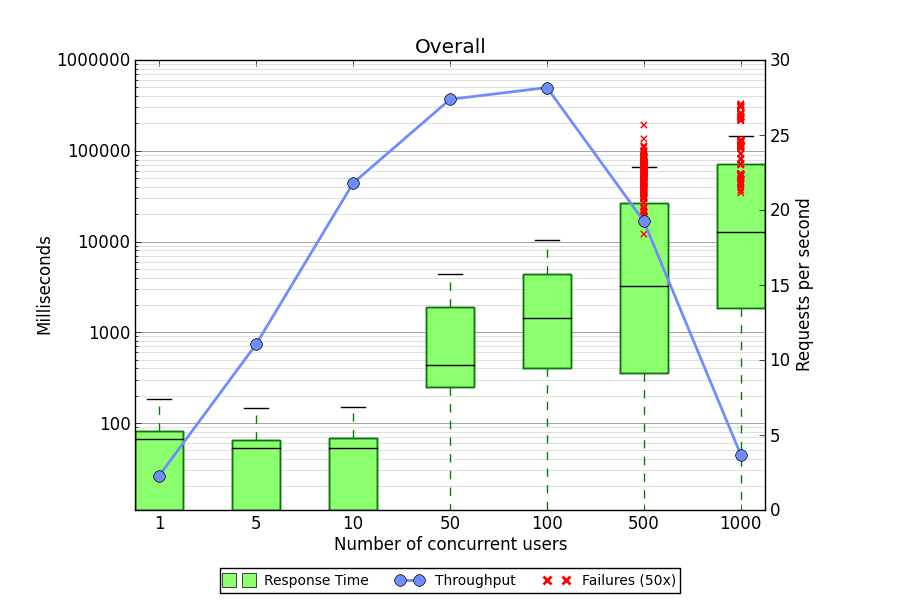 Overall
1000000
100000
10000
1000
100
Milliseconds
30
25
20
15
10
5
0
Requests per second
1 5 10 50 100 500 1000
Number of concurrent users
Response Time Throughput Failures (50x)